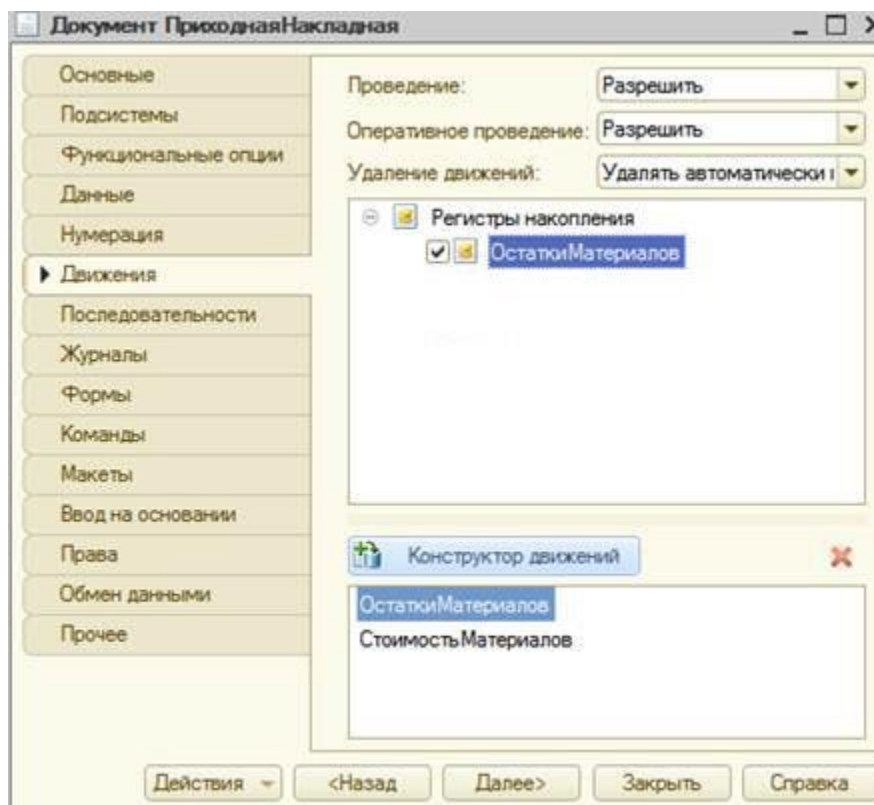 Документ ПриходнаяНакладная
Основные
Подсистемы
Функциональные опции
Данные
Нумерация
Движения
Последовательности
Журналы
Формы
Команды
Макеты
Ввод на основании
Права
Обмен данными
Прочее
Проведение: Разрешить
Оперативное проведение: Разрешить
Удаление движений: Удалять автоматически
Регистры накопления
ОстаткиМатериалов
Конструктор движений
ОстаткиМатериалов
СтоимостьМатериалов
Действия <Назад Далее> Закрыть Справка